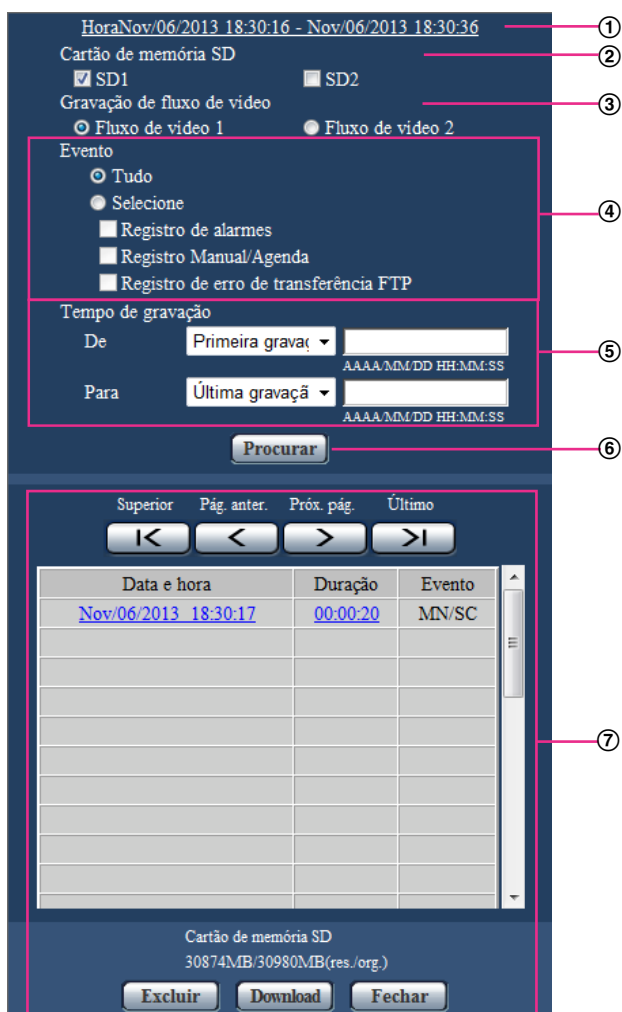 HoraNov/06/2013 18:30:16 - Nov/06/2013 18:30:36 ①
Cartão de memória SD ②
SD1 SD2
Gravação de fluxo de video ③
Fluxo de video 1 Fluxo de video 2
Evento
Tudo
Selecione ④
Registro de alarmes
Registro Manual/Agenda
Registro de erro de transferência FTP
Tempo de gravação
De Primeira gravaç
AAAA/MM/DD HH:MM:SS ⑤
Para Última gravaçã
AAAA/MM/DD HH:MM:SS
Procurar ⑥
Superior Pág. anter. Próx. pág. Último
Data e hora Duração Evento
Nov/06/2013 18:30:17 00:00:20 MN/SC
⑦
Cartão de memória SD
30874MB/30980MB(res./org.)
Excluir Download Fechar